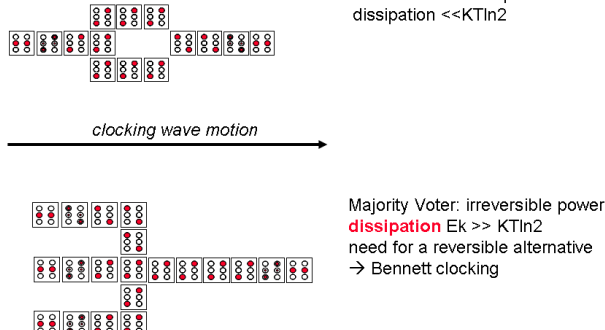 dissipation <<KTln2
clocking wave motion
Majority Voter: irreversible power
dissipation Ek >> KTln2
need for a reversible alternative
→ Bennett clocking